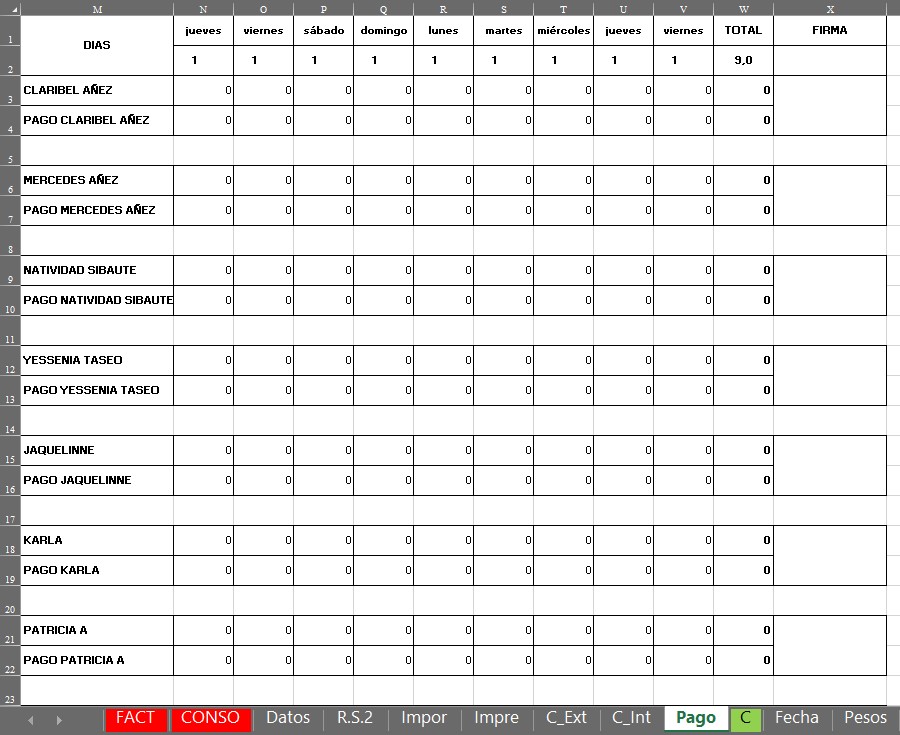 M N O P Q R S T U V W X
1 DIAS jueves viernes sábado domingo lunes martes miércoles jueves viernes TOTAL FIRMA
2 1 1 1 1 1 1 1 1 1 9,0
3 CLARIBEL AÑEZ 0 0 0 0 0 0 0 0 0 0
4 PAGO CLARIBEL AÑEZ 0 0 0 0 0 0 0 0 0 0
5
6 MERCEDES AÑEZ 0 0 0 0 0 0 0 0 0 0
7 PAGO MERCEDES AÑEZ 0 0 0 0 0 0 0 0 0 0
8
9 NATIVIDAD SIBAUTE 0 0 0 0 0 0 0 0 0 0
10 PAGO NATIVIDAD SIBAUTE 0 0 0 0 0 0 0 0 0 0
11
12 YESSENIA TASEO 0 0 0 0 0 0 0 0 0 0
13 PAGO YESSENIA TASEO 0 0 0 0 0 0 0 0 0 0
14
15 JAQUELINNE 0 0 0 0 0 0 0 0 0 0
16 PAGO JAQUELINNE 0 0 0 0 0 0 0 0 0 0
17
18 KARLA 0 0 0 0 0 0 0 0 0 0
19 PAGO KARLA 0 0 0 0 0 0 0 0 0 0
20
21 PATRICIA A 0 0 0 0 0 0 0 0 0 0
22 PAGO PATRICIA A 0 0 0 0 0 0 0 0 0 0
23
FACT CONSO Datos R.S.2 Impor Impre C_Ext C_Int Pago C Fecha Pesos